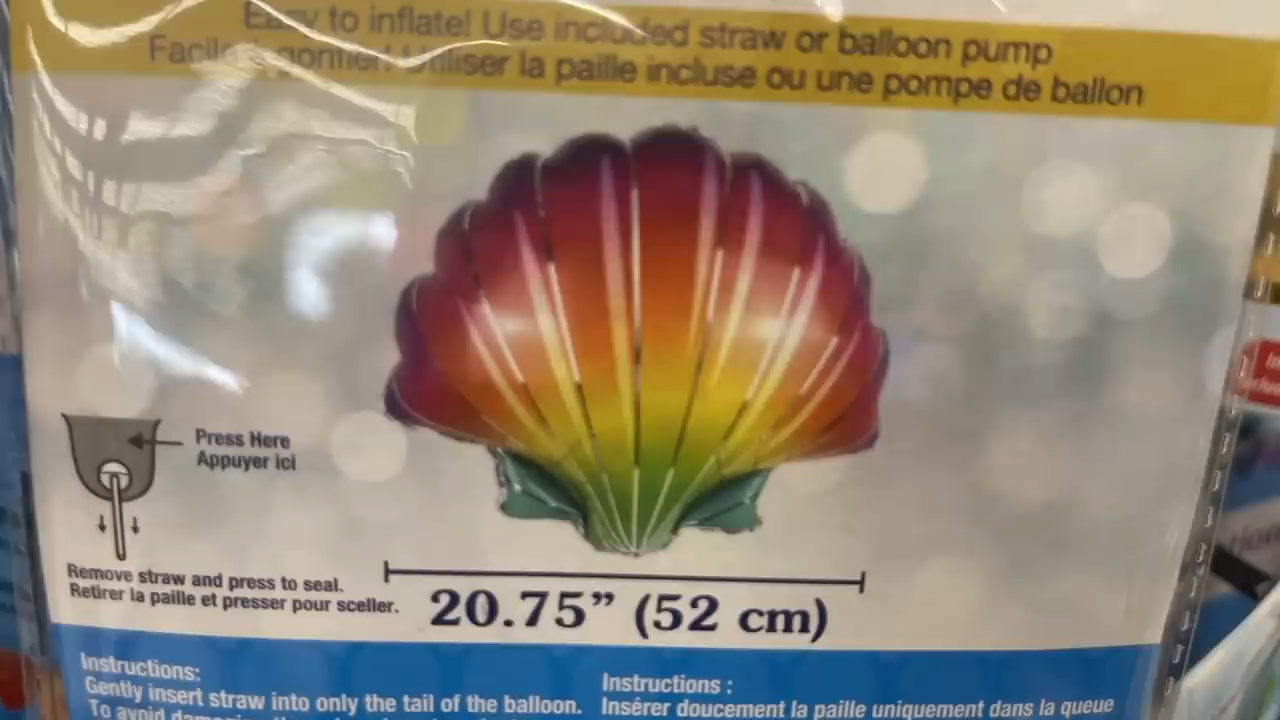 Easy to inflate! Use included straw or balloon pump
Facile à gonfler! Utiliser la paille incluse ou une pompe de ballon
Press Here
Appuyer ici
Remove straw and press to seal.
Retirer la paille et presser pour sceller.
20.75” (52 cm)
Instructions:
Gently insert straw into only the tail of the balloon.
To avoid
Instructions :
Insérer doucement la paille uniquement dans la queue